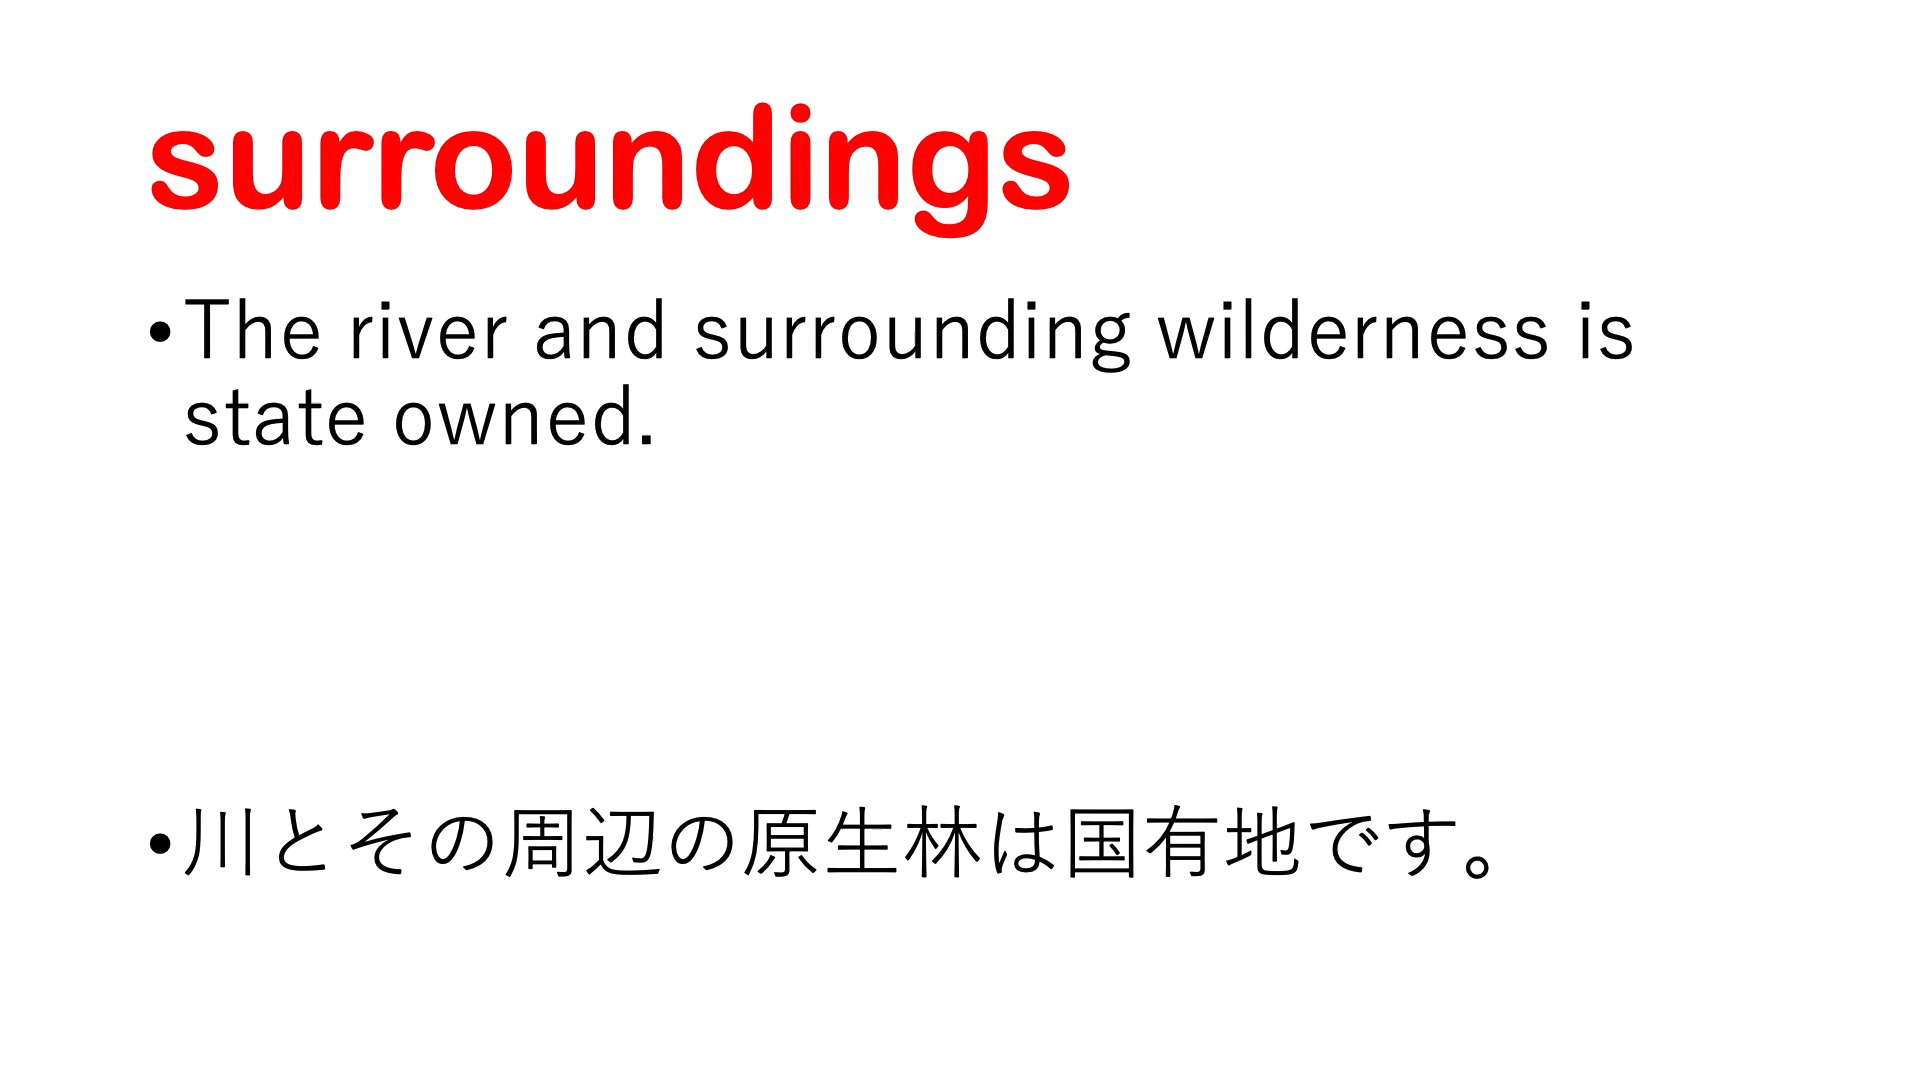 surroundings
•The river and surrounding wilderness is
state owned.
•川とその周辺の原生林は国有地です。